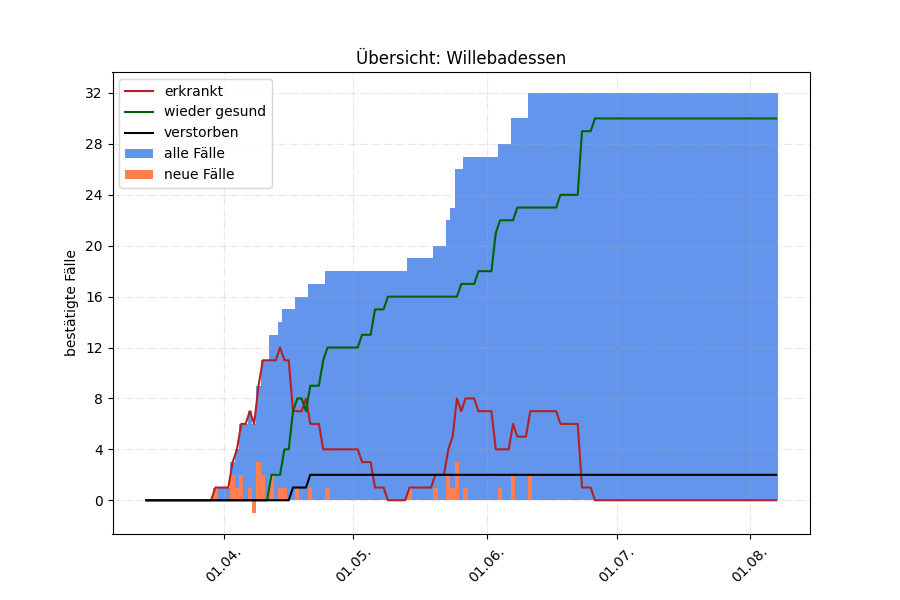 Übersicht: Willebadessen
erkrankt
wieder gesund
verstorben
alle Fälle
neue Fälle
bestätigte Fälle
32
28
24
20
16
12
8
4
0
01.04.
01.05.
01.06.
01.07.
01.08.